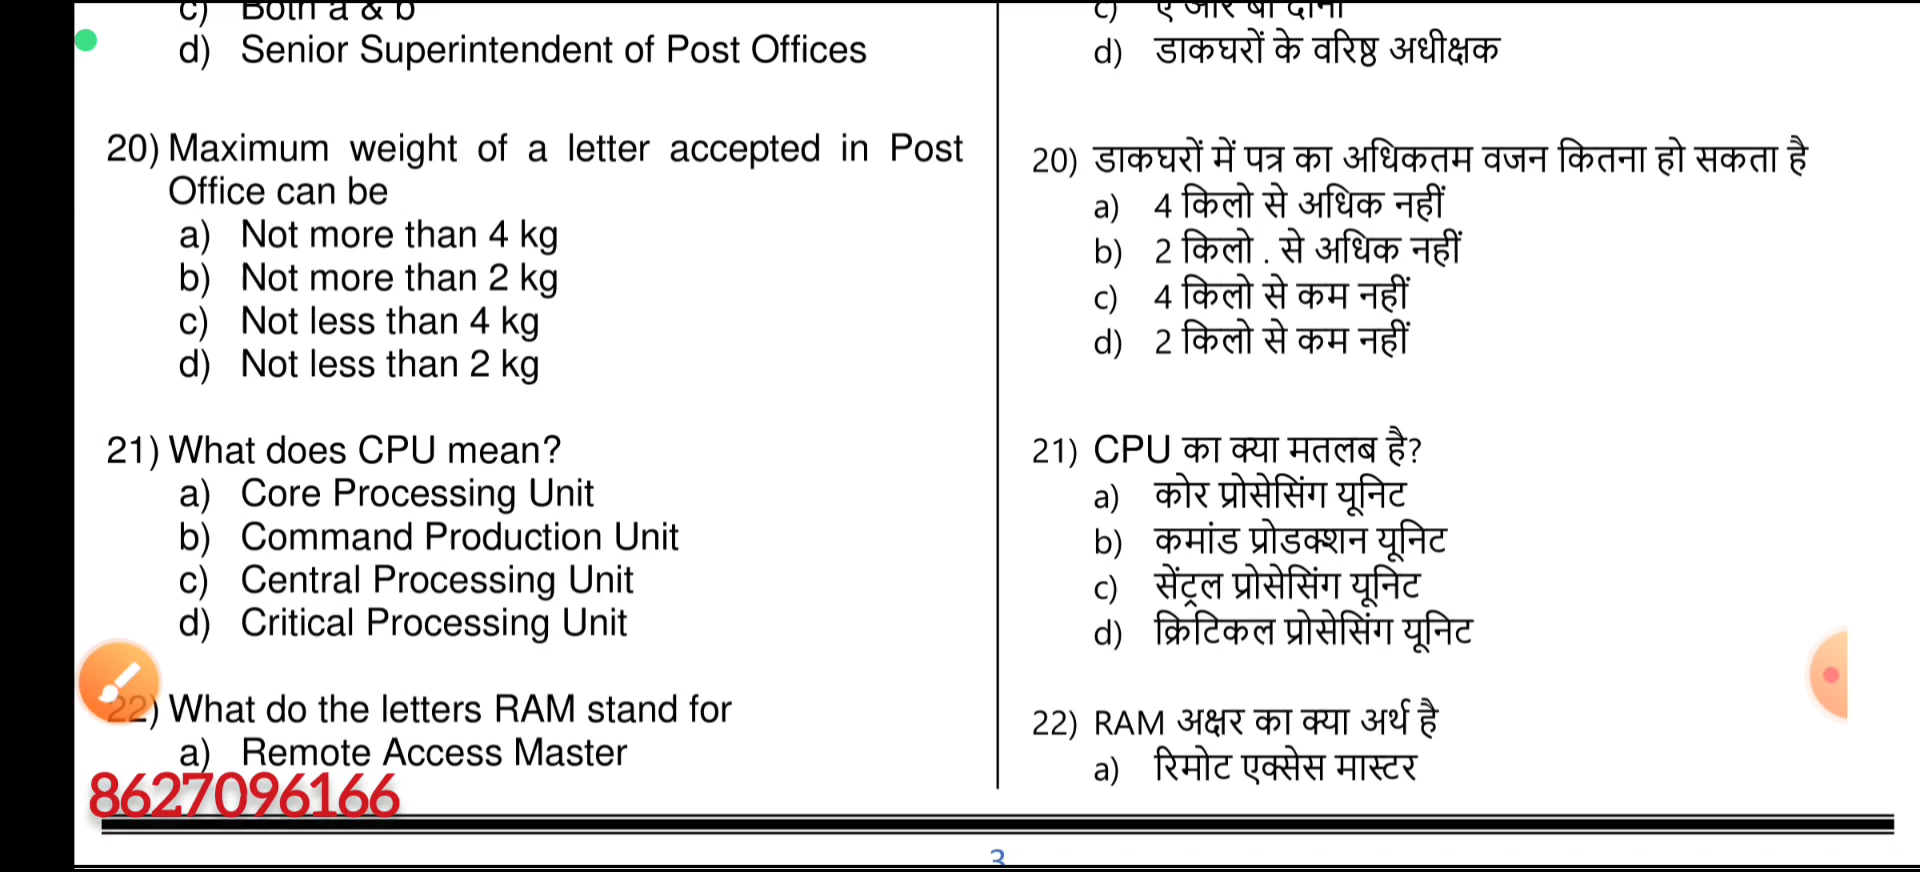 c) Both a & b
d) Senior Superintendent of Post Offices
20) Maximum weight of a letter accepted in Post
Office can be
a) Not more than 4 kg
b) Not more than 2 kg
c) Not less than 4 kg
d) Not less than 2 kg
21) What does CPU mean?
a) Core Processing Unit
b) Command Production Unit
c) Central Processing Unit
d) Critical Processing Unit
22) What do the letters RAM stand for
a) Remote Access Master
c) ए और बी दोनों
d) डाकघरों के वरिष्ठ अधीक्षक
20) डाकघरों में पत्र का अधिकतम वजन कितना हो सकता है
a) 4 किलो से अधिक नहीं
b) 2 किलो . से अधिक नहीं
c) 4 किलो से कम नहीं
d) 2 किलो से कम नहीं
21) CPU का क्या मतलब है?
a) कोर प्रोसेसिंग यूनिट
b) कमांड प्रोडक्शन यूनिट
c) सेंट्रल प्रोसेसिंग यूनिट
d) क्रिटिकल प्रोसेसिंग यूनिट
22) RAM अक्षर का क्या अर्थ है
a) रिमोट एक्सेस मास्टर
8627096166
3